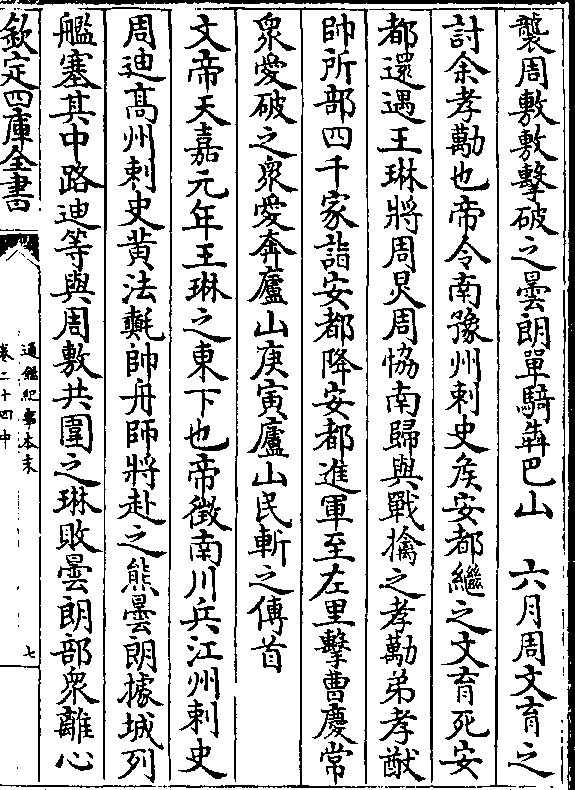 襲周敷敷擊破之曇朗單騎犇巴山　六月周文育之
討余孝勱也帝令南豫州刺史侯安都繼之文育死安
都還遇王琳將周炅周協南歸與戰擒之孝勱弟孝猷
帥所部四千家詣安都降安都進軍至左里擊曹慶常
衆愛破之衆愛奔廬山庚寅廬山民斬之傳首
文帝天嘉元年王琳之東下也帝徵南川兵江州刺史
周迪髙州刺史黄法𣰋帥舟師將赴之熊曇朗據城列
艦塞其中路迪等與周敷共圍之琳敗曇朗部衆離心
欽定四庫全書
通鑑紀事本末
卷二十四中
七